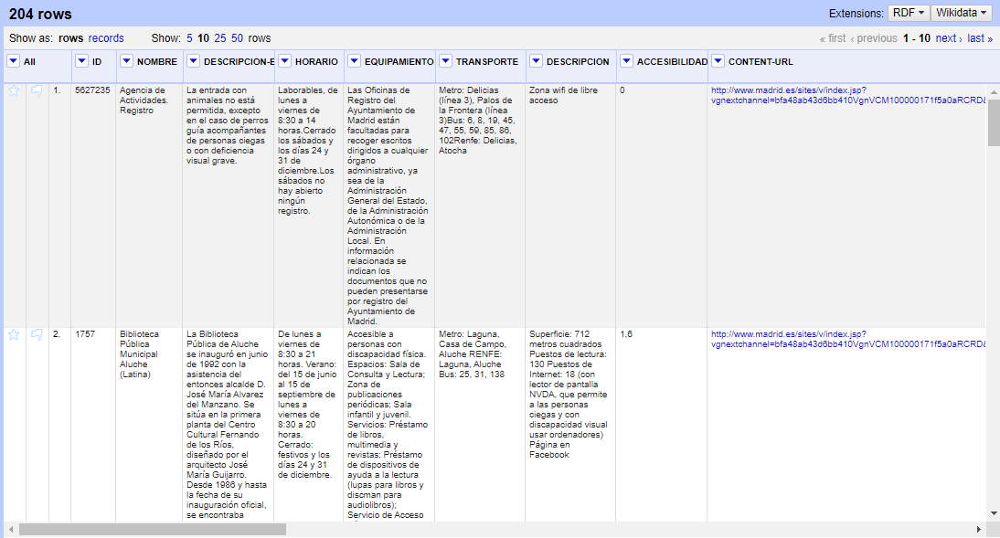 204 rows
Extensions: RDF Wikidata
Show as: rows records Show: 5 10 25 50 rows
« first ‹ previous 1 - 10 next › last »
All ID NOMBRE DESCRIPCION-E HORARIO EQUIPAMIENTO TRANSPORTE DESCRIPCION ACCESIBILIDAD CONTENT-URL
1. 5627235
Agencia de
Actividades.
Registro
La entrada con
animales no está
permitida, excepto
en el caso de perros
guía acompañantes
de personas ciegas
o con deficiencia
visual grave.
Laborables, de
lunes a
viernes de
8:30 a 14
horas.Cerrado
los sábados y
los días 24 y
31 de
diciembre.Los
sábados no
hay abierto
ningún
registro.
Las Oficinas de
Registro del
Ayuntamiento de
Madrid están
facultadas para
recoger escritos
dirigidos a cualquier
órgano
administrativo, ya
sea de la
Administración
General del Estado,
de la Administración
Autonómica o de la
Administración
Local. En
información
relacionada se
indican los
documentos que no
pueden presentarse
por registro del
Ayuntamiento de
Madrid.
Metro: Delicias
(línea 3), Palos de
la Frontera (línea
3)Bus: 6, 8, 19, 45,
47, 55, 59, 85, 86,
102Renfe: Delicias,
Atocha
Zona wifi de libre
acceso
0
http://www.madrid.es/sites/v/index.jsp?
vgnextchannel=bfa48ab43d6bb410VgnVCM100000171f5a0aRCRD&
2. 1757
Biblioteca
Pública
Municipal
Aluche
(Latina)
La Biblioteca
Pública de Aluche
se inauguró en junio
de 1992 con la
asistencia del
entonces alcalde D.
José María Alvarez
del Manzano. Se
sitúa en la primera
planta del Centro
Cultural Fernando
de los Ríos,
diseñado por el
arquitecto José
María Guijarro.
Desde 1986 y hasta
la fecha de su
inauguración oficial,
se encontraba
De lunes a
viernes de
8:30 a 21
horas. Verano:
del 15 de junio
al 15 de
septiembre de
lunes a
viernes de
8:30 a 20
horas.
Cerrado:
festivos y los
días 24 y 31
de diciembre.
Accesible a
personas con
discapacidad física.
Espacios: Sala de
Consulta y Lectura;
Zona de
publicaciones
periódicas; Sala
infantil y juvenil.
Servicios: Préstamo
de libros,
multimedia y
revistas; Préstamo
de dispositivos de
ayuda a la lectura
(lupas para libros y
discman para
audiolibros);
Servicio de Acceso
Metro: Laguna,
Casa de Campo,
Aluche RENFE:
Laguna, Aluche
Bus: 25, 31, 138
Superficie: 712
metros cuadrados
Puestos de lectura:
130 Puestos de
Internet: 18 (con
lector de pantalla
NVDA, que permite
a las personas
ciegas y con
discapacidad visual
usar ordenadores)
Página en
Facebook
1,6
http://www.madrid.es/sites/v/index.jsp?
vgnextchannel=bfa48ab43d6bb410VgnVCM100000171f5a0aRCRD&